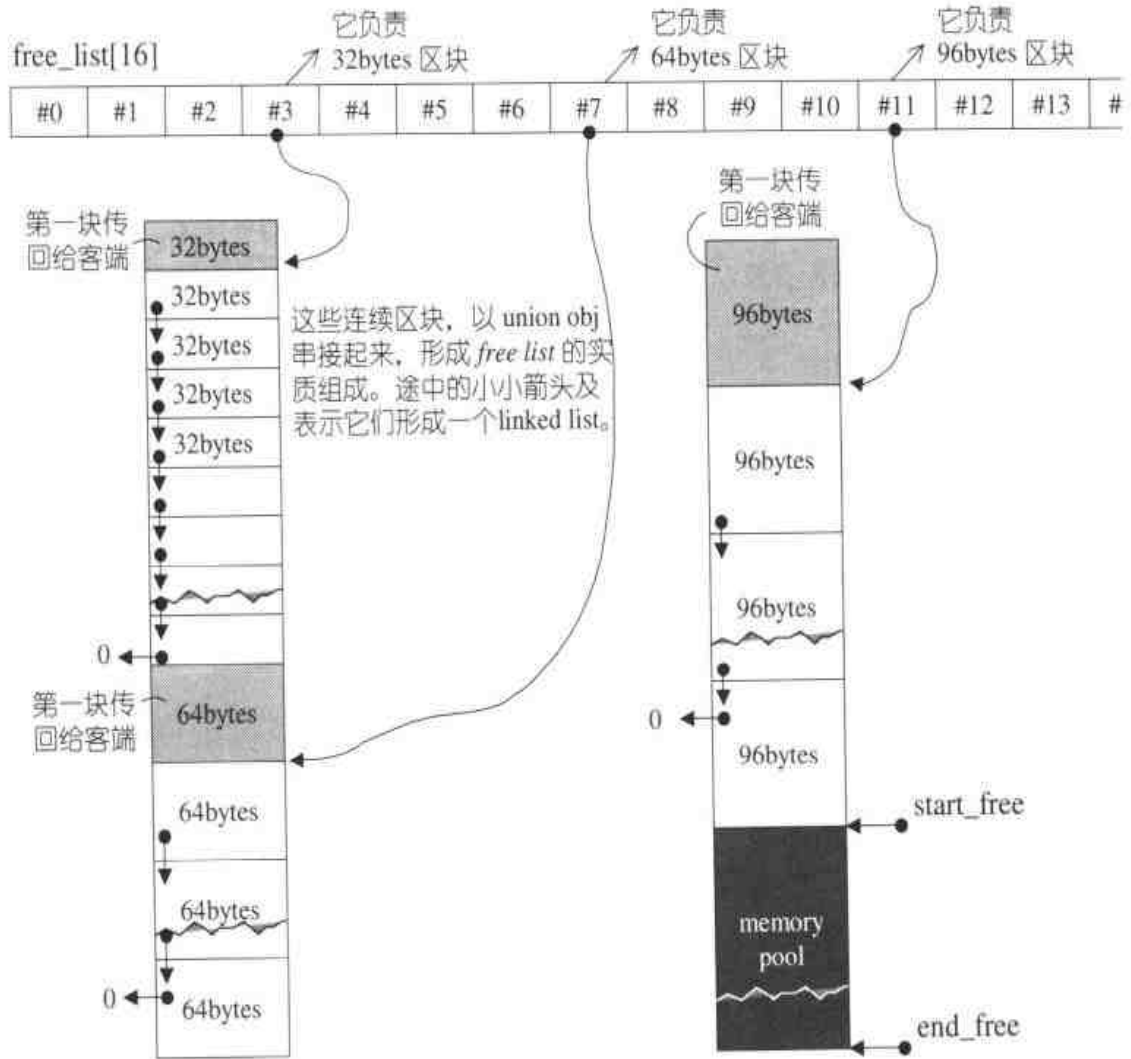 它负责
32bytes 区块
它负责
64bytes 区块
它负责
96bytes 区块
free_list[16]
#0 #1 #2 #3 #4 #5 #6 #7 #8 #9 #10 #11 #12 #13 #
第一块传
回给客端
32bytes
32bytes
32bytes
32bytes
32bytes
0
这些连续区块，以 union obj
串接起来，形成 free list 的实
质组成。途中的小小箭头及
表示它们形成一个linked list。
第一块传
回给客端
64bytes
64bytes
64bytes
0
64bytes
第一块传
回给客端
96bytes
96bytes
96bytes
0
96bytes
start_free
memory
pool
end_free